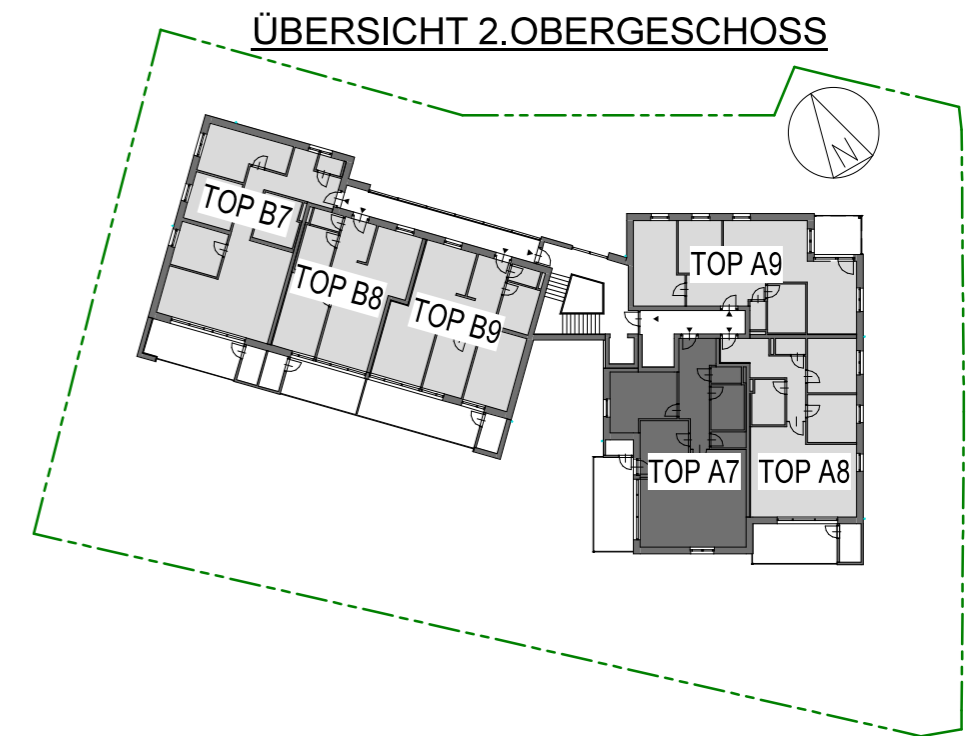 ÜBERSICHT 2.OBERGESCHOSS
N
TOP B7
TOP B8
TOP B9
TOP A9
TOP A7
TOP A8